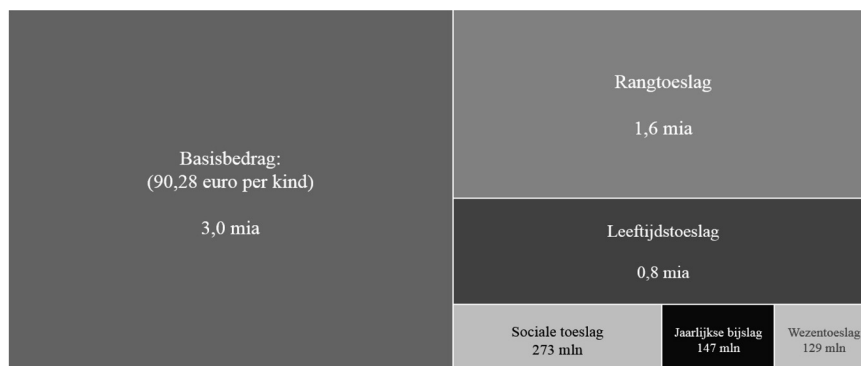 Basisbedrag:
(90,28 euro per kind)
3,0 mia
Rangtoeslag
1,6 mia
Leeftijdstoeslag
0,8 mia
Sociale toeslag
273 mln
Jaarlijkse bijslag
147 mln
Wezentoeslag
129 mln